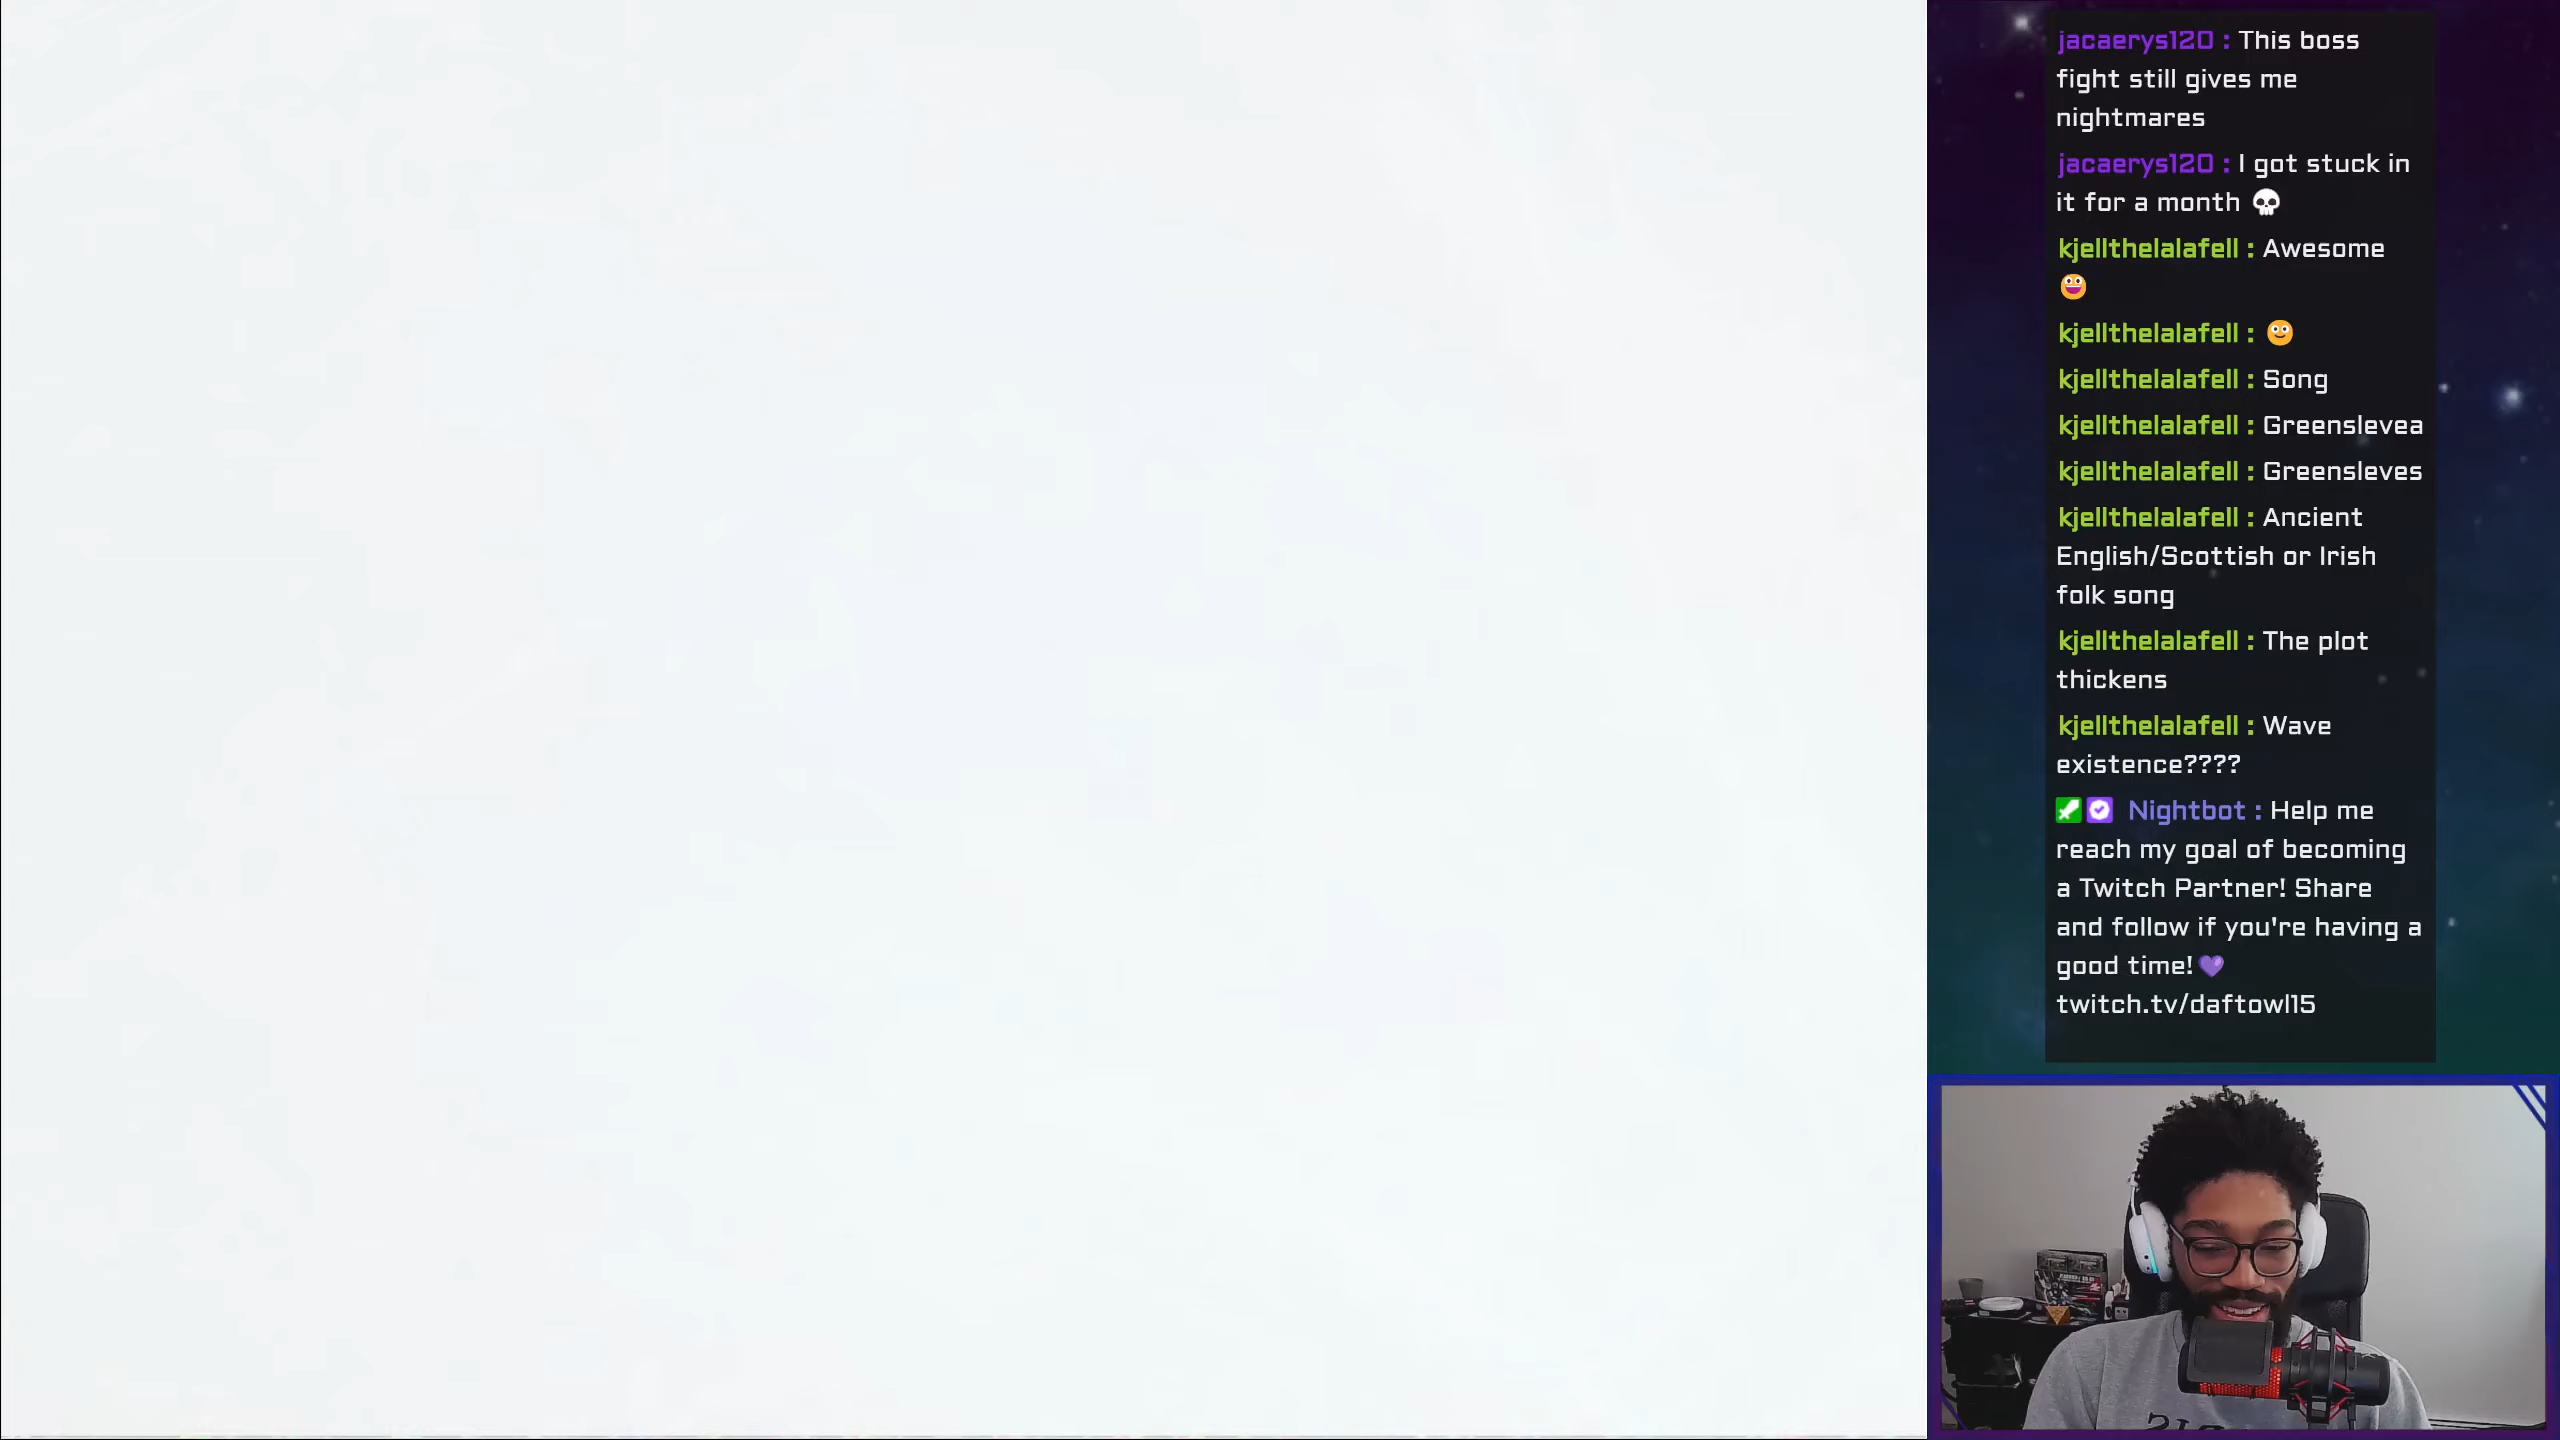 jacaerys120 : This boss
fight still gives me
nightmares
jacaerys120 : I got stuck in
it for a month 💀
kjellthelalafell : Awesome
😀
kjellthelalafell : 🙂
kjellthelalafell : Song
kjellthelalafell : Greenslevea
kjellthelalafell : Greensleves
kjellthelalafell : Ancient
English/Scottish or Irish
folk song
kjellthelalafell : The plot
thickens
kjellthelalafell : Wave
existence????
Nightbot : Help me
reach my goal of becoming
a Twitch Partner! Share
and follow if you're having a
good time!💜
twitch.tv/daftowl15